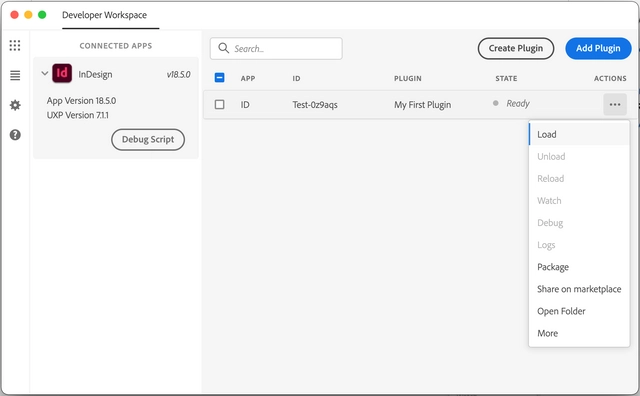 Developer Workspace
CONNECTED APPS
Id InDesign v18.5.0
App Version 18.5.0
UXP Version 7.1.1
Debug Script
Search..
Create Plugin
Add Plugin
APP ID PLUGIN STATE ACTIONS
ID Test-0z9aqs My First Plugin Ready
Load
Unload
Reload
Watch
Debug
Logs
Package
Share on marketplace
Open Folder
More